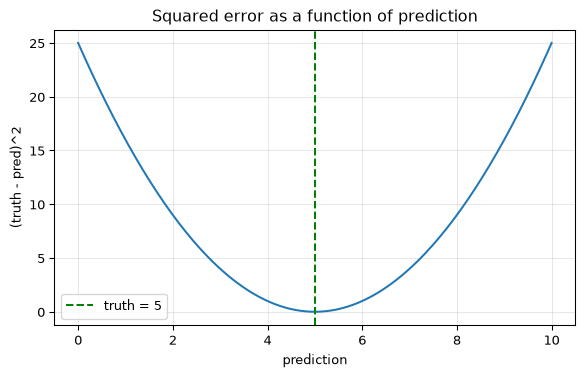 Squared error as a function of prediction
(truth - pred)^2
25
20
15
10
5
0
truth = 5
0 2 4 6 8 10
prediction